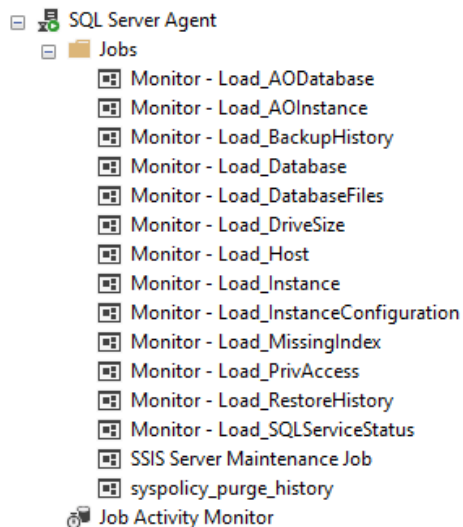 SQL Server Agent
Jobs
Monitor - Load_AODatabase
Monitor - Load_AOInstance
Monitor - Load_BackupHistory
Monitor - Load_Database
Monitor - Load_DatabaseFiles
Monitor - Load_DriveSize
Monitor - Load_Host
Monitor - Load_Instance
Monitor - Load_InstanceConfiguration
Monitor - Load_MissingIndex
Monitor - Load_PrivAccess
Monitor - Load_RestoreHistory
Monitor - Load_SQLServiceStatus
SSIS Server Maintenance Job
syspolicy_purge_history
Job Activity Monitor